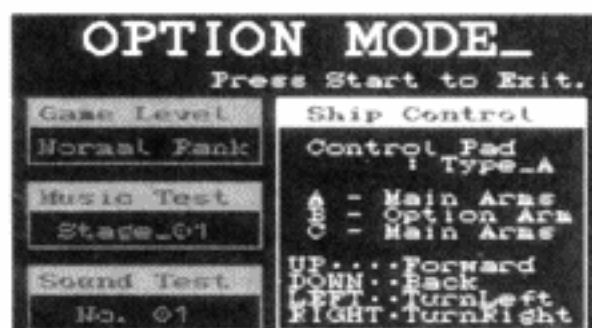 OPTION MODE_
Press Start to Exit.
Game Level
Normal Rank
Music Test
Stage_01
Sound Test
No. 01
Ship Control
Control Pad
: Type_A
A - Main Arms
B - Option Arm
C - Main Arms
UP....Forward
DOWN..Back
LEFT..TurnLeft
RIGHT.TurnRight